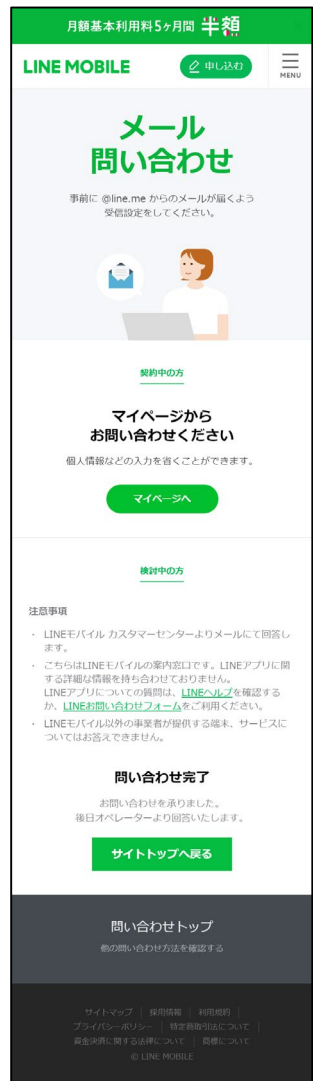 月額基本利用料5ヶ月間 半額
LINE MOBILE
申し込む
MENU
メール
問い合わせ
事前に @line.me からのメールが届くよう
受信設定をしてください。
契約中の方
マイページから
お問い合わせください
個人情報などの入力を省くことができます。
マイページへ
検討中の方
注意事項
・ LINEモバイル カスタマーセンターよりメールにて回答し
ます。
・ こちらはLINEモバイルの案内窓口です。LINEアプリに関
する詳細な情報を持ち合わせておりません。
LINEアプリについての質問は、LINEヘルプを確認する
か、LINEお問い合わせフォームをご利用ください。
・ LINEモバイル以外の事業者が提供する端末、サービスに
ついてはお答えできません。
問い合わせ完了
お問い合わせを承りました。
後日オペレーターより回答いたします。
サイトトップへ戻る
問い合わせトップ
他の問い合わせ方法を確認する
サイトマップ | 採用情報 | 利用規約 |
プライバシーポリシー | 特定商取引法について |
資金決済に関する法律について | 商標について
© LINE MOBILE